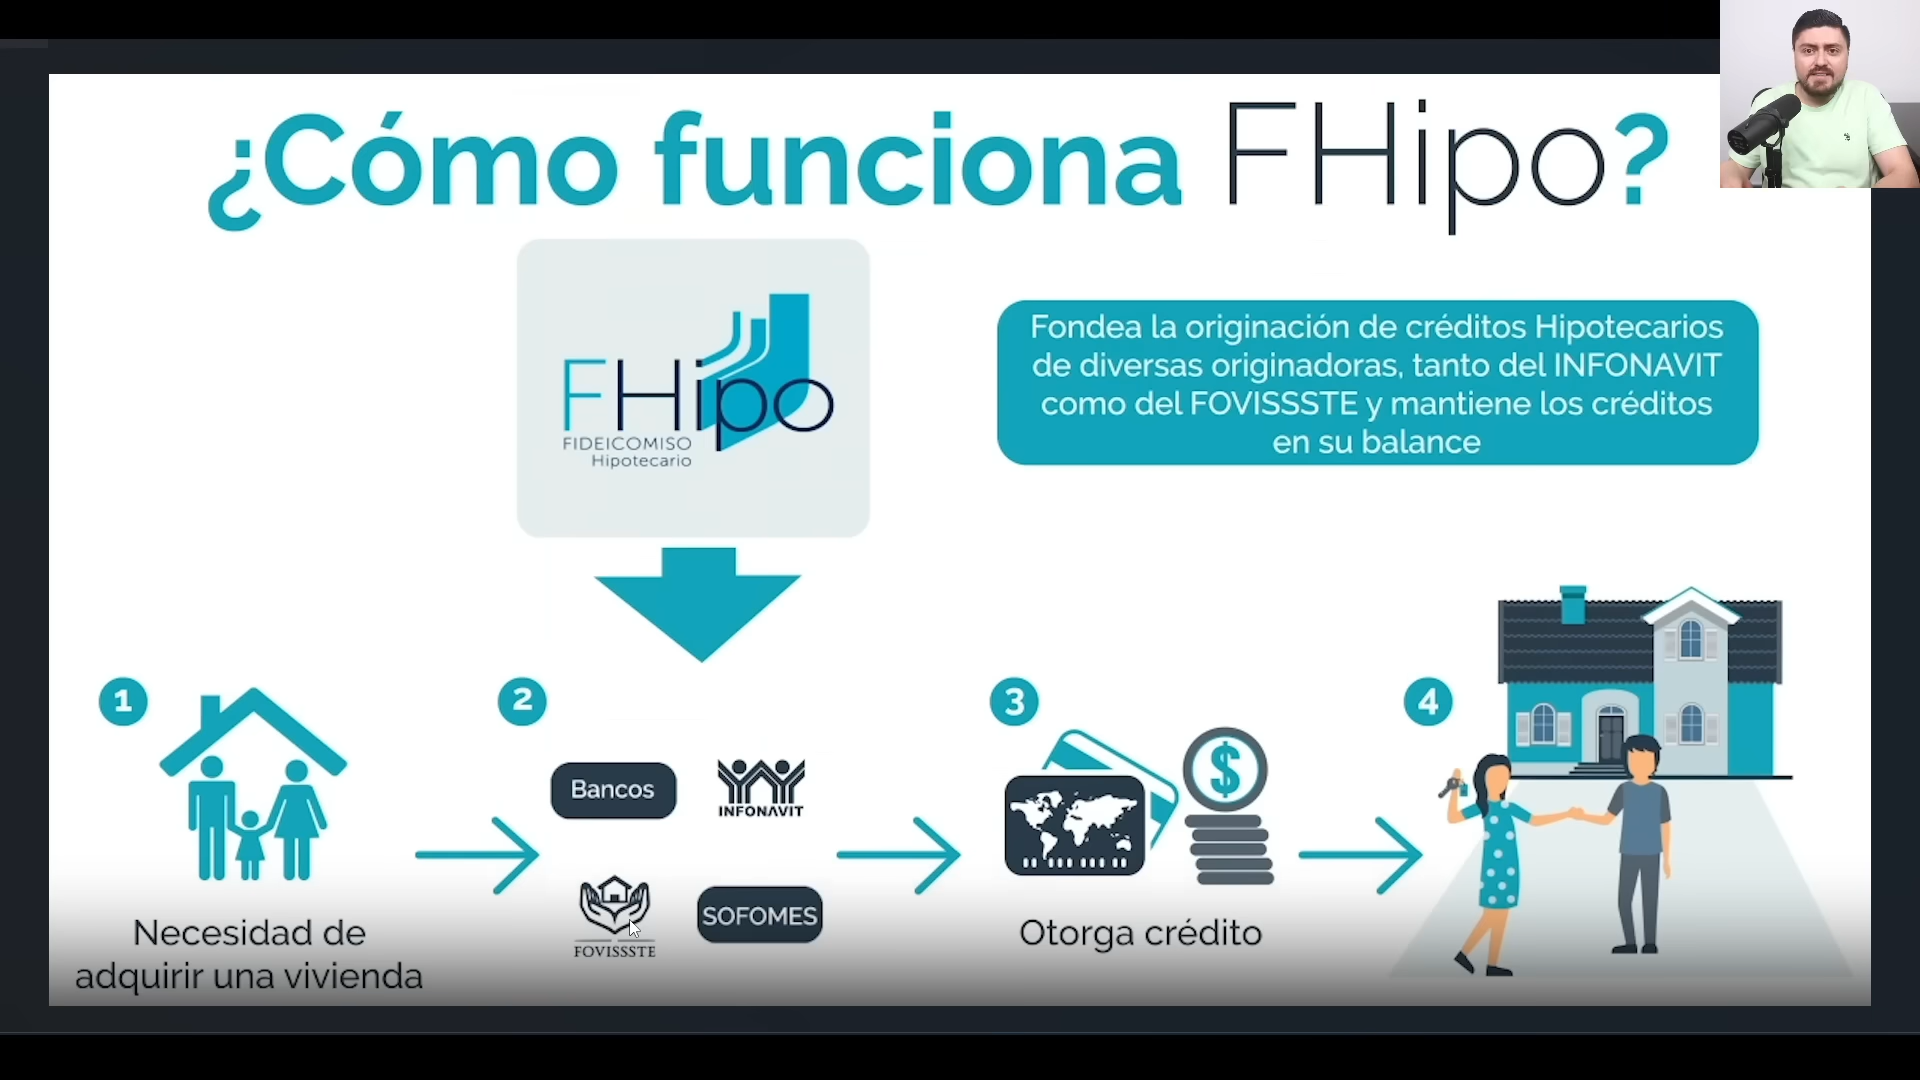 ¿Cómo funciona FHipo?
FHipo
FIDEICOMISO
Hipotecario
Fondea la originación de créditos Hipotecarios
de diversas originadoras, tanto del INFONAVIT
como del FOVISSSTE y mantiene los créditos
en su balance
1
Necesidad de
adquirir una vivienda
2
Bancos
INFONAVIT
FOVISSSTE
SOFOMES
3
$
Otorga crédito
4